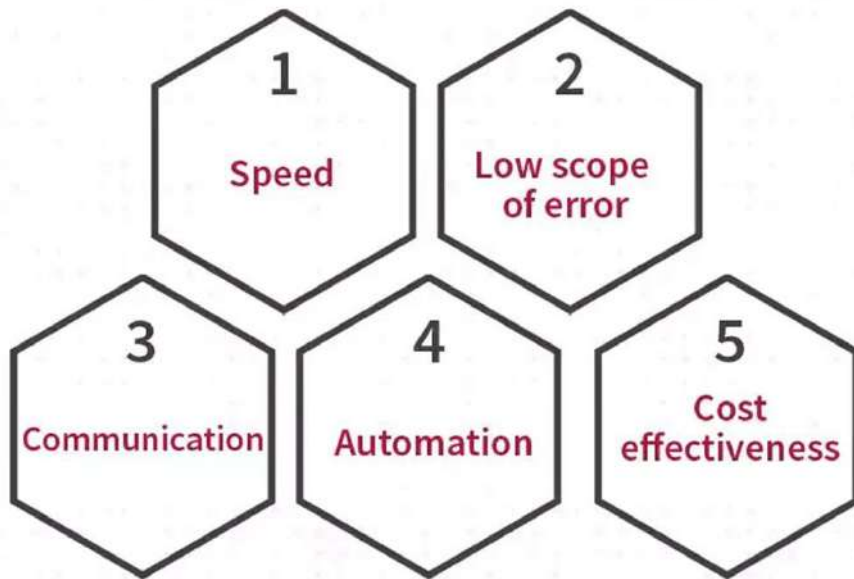 1
Speed
2
Low scope
of error
3
Communication
4
Automation
5
Cost
effectiveness